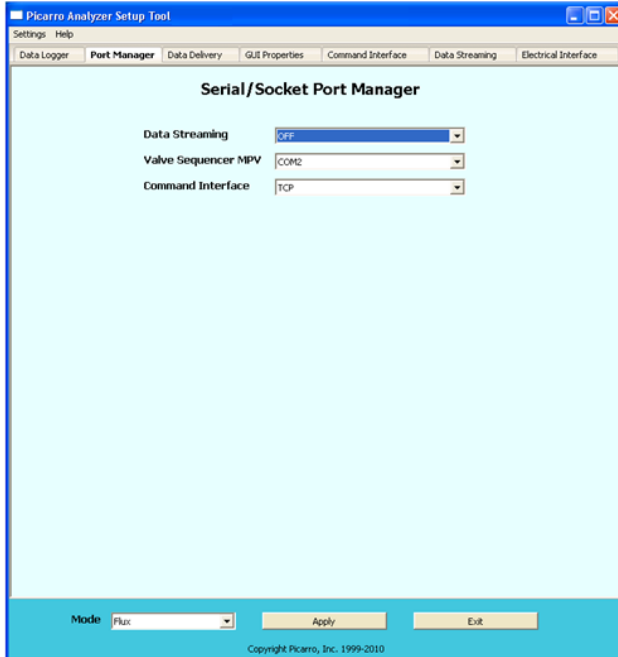 Picarro Analyzer Setup Tool
Settings Help
Data Logger Port Manager Data Delivery GUI Properties Command Interface Data Streaming Electrical Interface
Serial/Socket Port Manager
Data Streaming OFF
Valve Sequencer MPV COM2
Command Interface TCP
Mode Flux Apply Exit
Copyright Picarro, Inc. 1999-2010